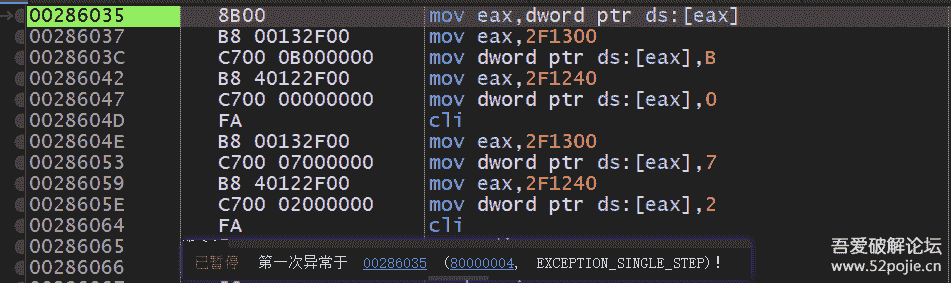 00286035 8B00 mov eax,dword ptr ds:[eax]
00286037 B8 00132F00 mov eax,2F1300
0028603C C700 0B000000 mov dword ptr ds:[eax],B
00286042 B8 40122F00 mov eax,2F1240
00286047 C700 00000000 mov dword ptr ds:[eax],0
0028604D FA cli
0028604E B8 00132F00 mov eax,2F1300
00286053 C700 07000000 mov dword ptr ds:[eax],7
00286059 B8 40122F00 mov eax,2F1240
0028605E C700 02000000 mov dword ptr ds:[eax],2
00286064 FA cli
00286065
00286066
已暂停 第一次异常于 00286035 (80000004, EXCEPTION_SINGLE_STEP)!
吾爱破解论坛
www.52pojie.cn